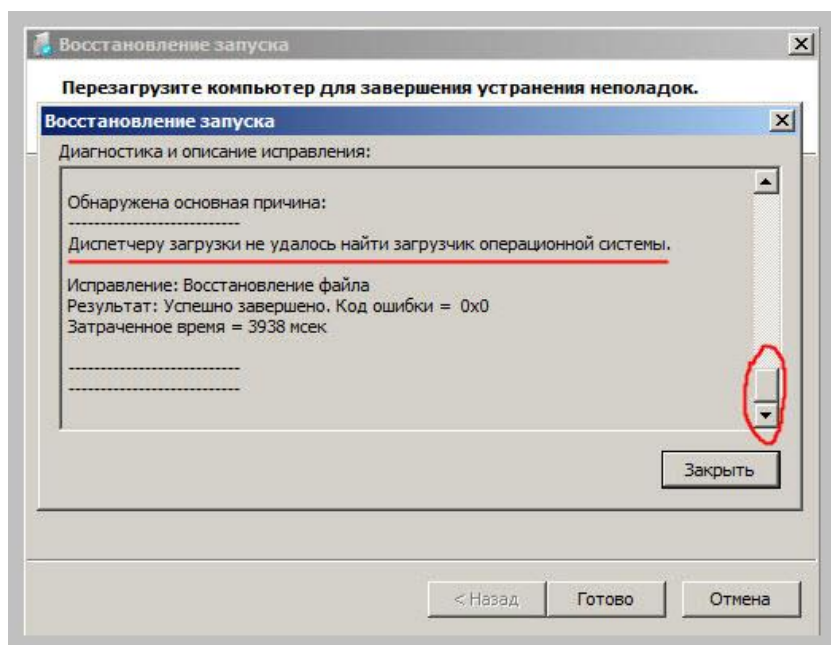 Восстановление запуска
Перезагрузите компьютер для завершения устранения неполадок.
Восстановление запуска
Диагностика и описание исправления:
Обнаружена основная причина:
---------------------------
Диспетчеру загрузки не удалось найти загрузчик операционной системы.
Исправление: Восстановление файла
Результат: Успешно завершено. Код ошибки = 0x0
Затраченное время = 3938 мсек
---------------------------
---------------------------
Закрыть
< Назад
Готово
Отмена